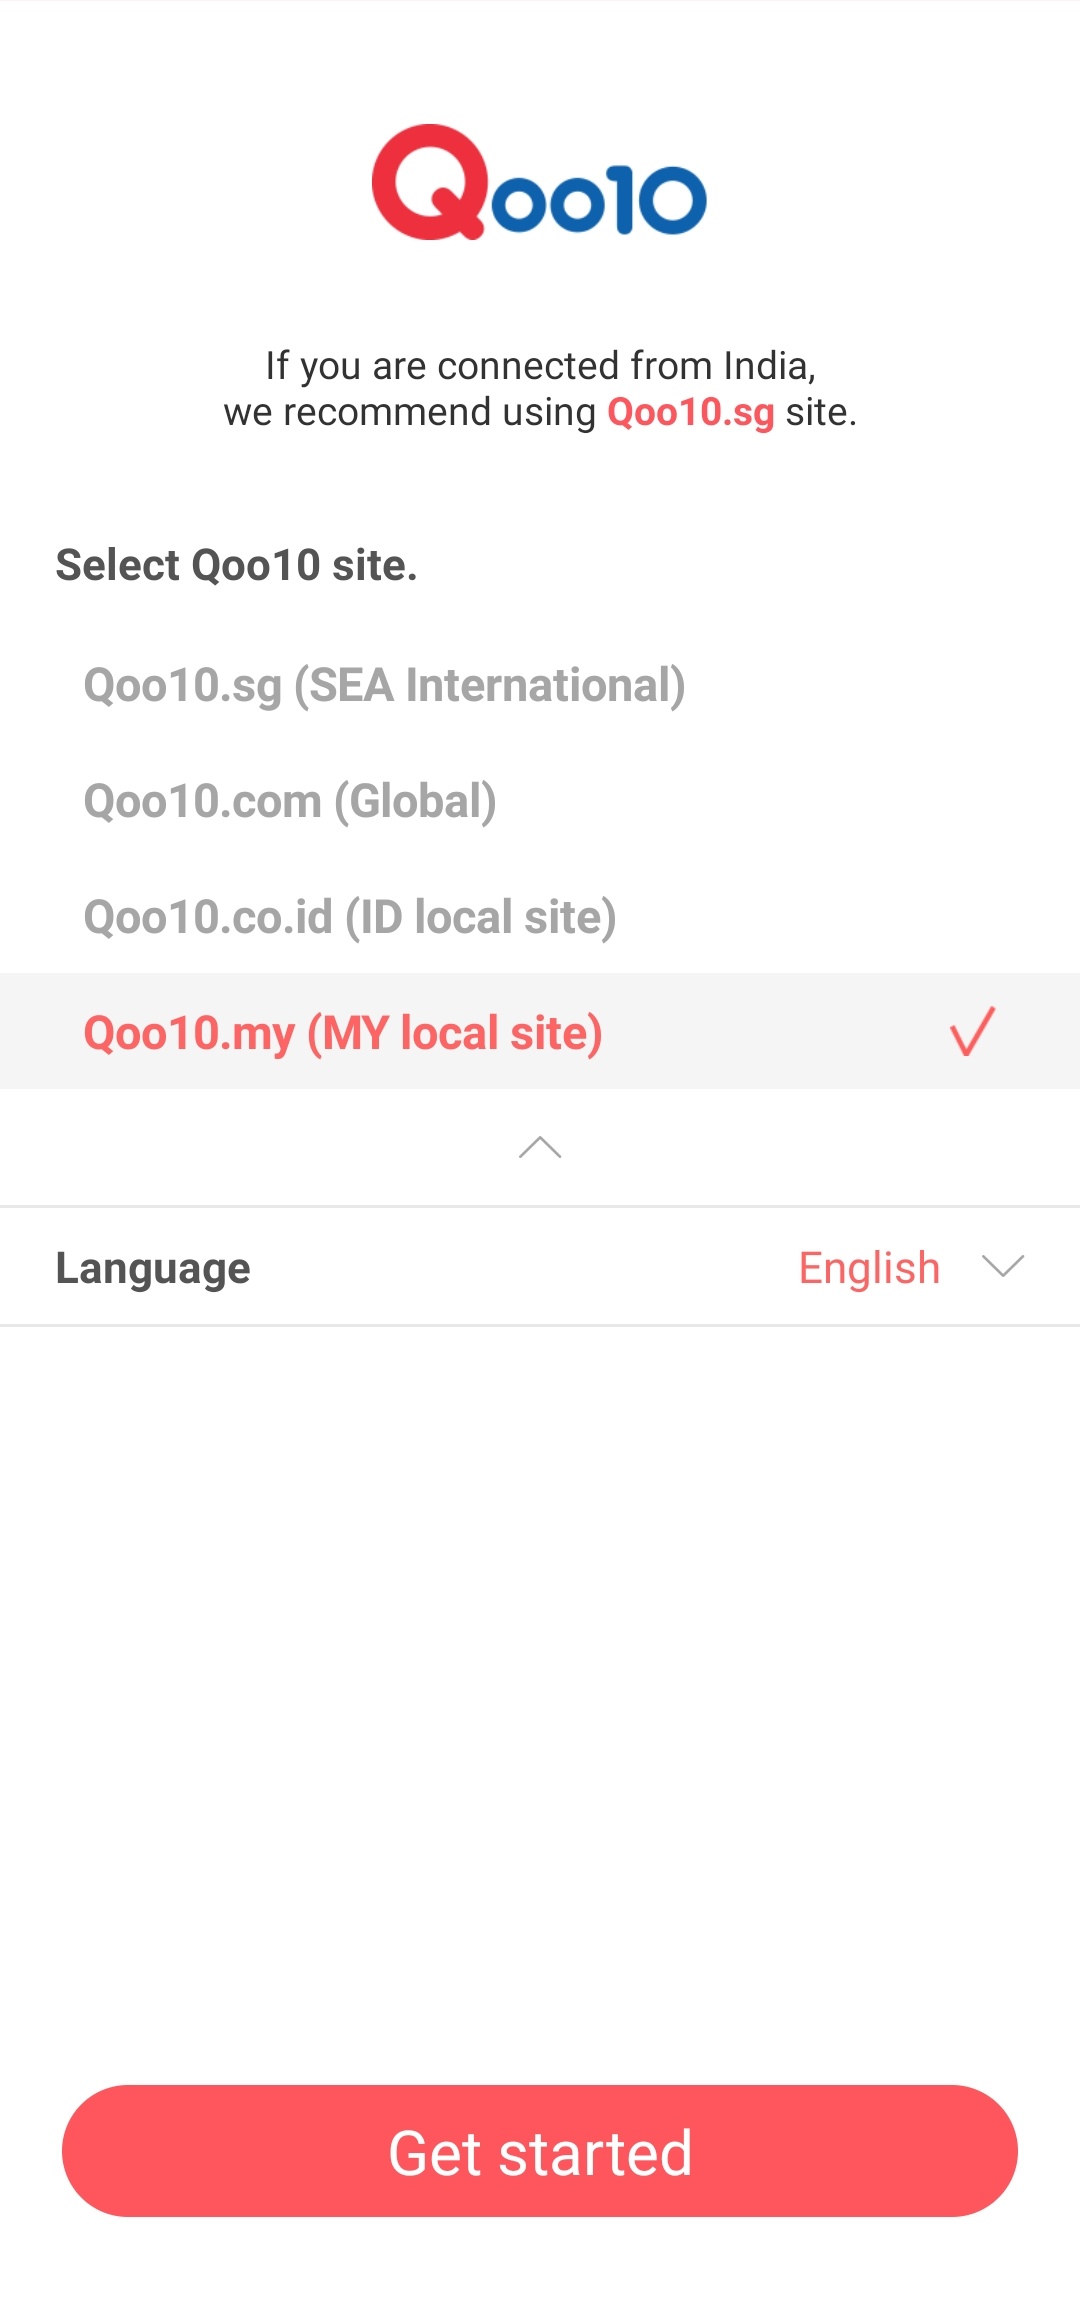 Qoo10
If you are connected from India,
we recommend using Qoo10.sg site.
Select Qoo10 site.
Qoo10.sg (SEA International)
Qoo10.com (Global)
Qoo10.co.id (ID local site)
Qoo10.my (MY local site)
Language English
Get started